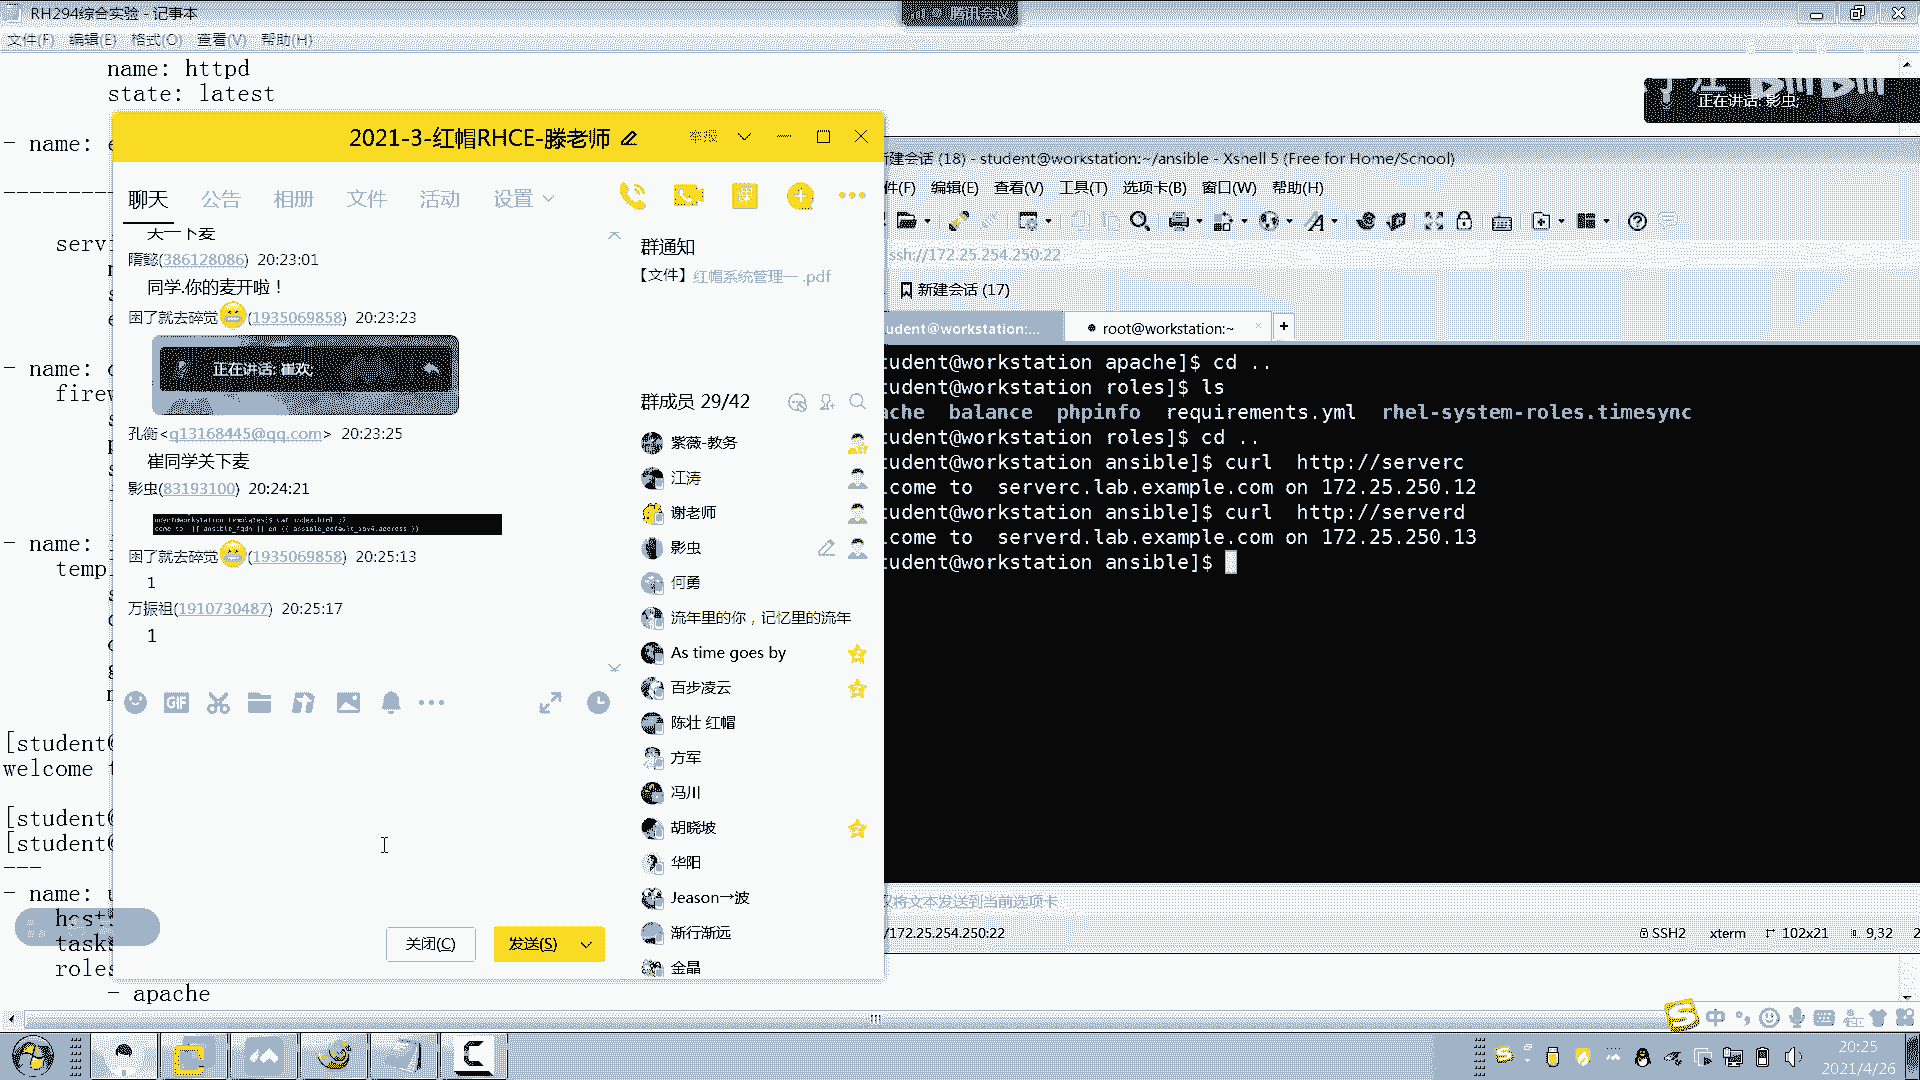 RH294综合实验 - 记事本
腾讯会议
文件(F) 编辑(E) 格式(O) 查看(V) 帮助(H)
name: httpd
state: latest
- name:
----------
servi
- name:
firew
- name:
temp
[student@
welcome t
[student@
[student@
---
- name: u
hosts
tasks
roles
- apache
正在讲话: 影虫;
2021-3-红帽RHCE-滕老师
举报
聊天 公告 相册 文件 活动 设置
关一下麦
隋懿(386128086) 20:23:01
同学.你的麦开啦！
困了就去碎觉(1935069858) 20:23:23
正在讲话: 崔欢;
孔衡<q13168445@qq.com> 20:23:25
崔同学关下麦
影虫(83193100) 20:24:21
困了就去碎觉(1935069858) 20:25:13
1
万振祖(1910730487) 20:25:17
1
GIF
关闭(C) 发送(S)
群通知
【文件】红帽系统管理一 .pdf
群成员 29/42
紫薇-教务
江涛
谢老师
影虫
何勇
流年里的你，记忆里的流年
As time goes by
百步凌云
陈壮 红帽
方军
冯川
胡晓坡
华阳
Jeason→波
渐行渐远
金晶
新建会话 (18) - student@workstation:~/ansible - Xshell 5 (Free for Home/School)
件(F) 编辑(E) 查看(V) 工具(T) 选项卡(B) 窗口(W) 帮助(H)
ssh://172.25.254.250:22
新建会话 (17)
udent@workstation:... root@workstation:~
tudent@workstation apache]$ cd ..
tudent@workstation roles]$ ls
ache balance phpinfo requirements.yml rhel-system-roles.timesync
tudent@workstation roles]$ cd ..
tudent@workstation ansible]$ curl  http://serverc
lcome to  serverc.lab.example.com on 172.25.250.12
tudent@workstation ansible]$ curl  http://serverd
lcome to  serverd.lab.example.com on 172.25.250.13
tudent@workstation ansible]$
仅将文本发送到当前选项卡
/172.25.254.250:22 SSH2 xterm 102x21 9,32 2
中
20:25
2021/4/26